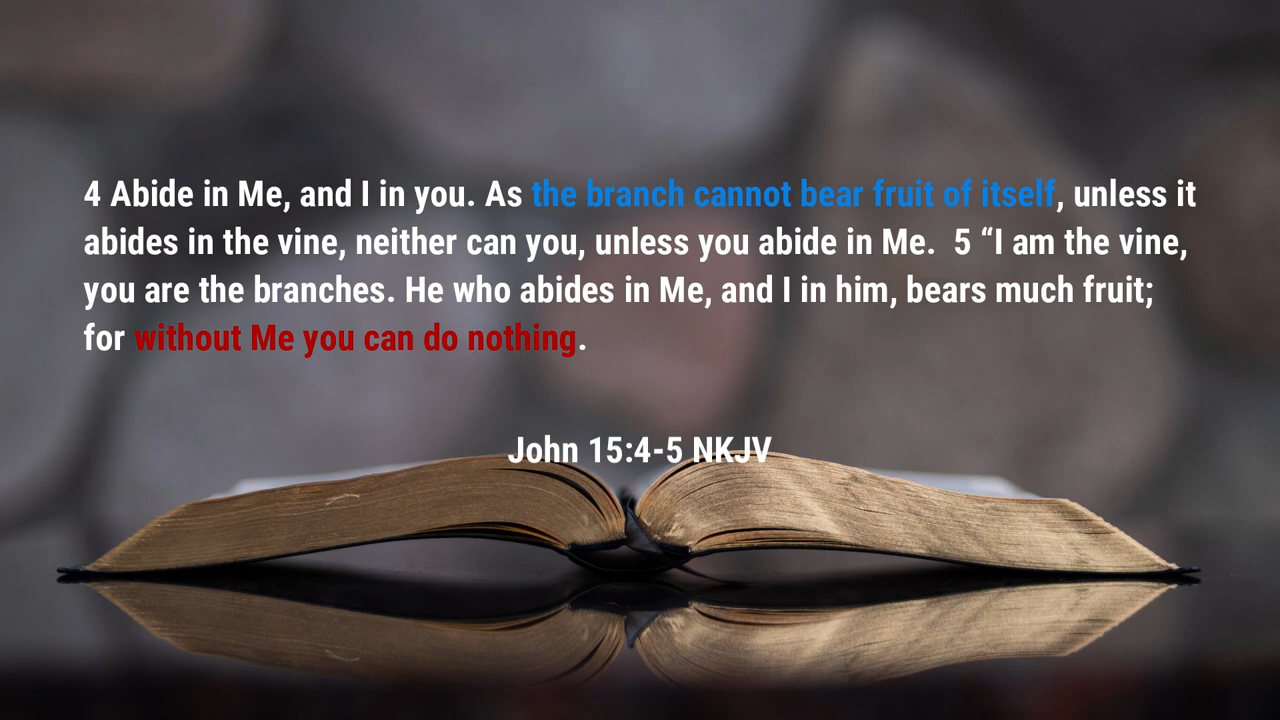 4 Abide in Me, and I in you. As the branch cannot bear fruit of itself, unless it
abides in the vine, neither can you, unless you abide in Me.  5 “I am the vine,
you are the branches. He who abides in Me, and I in him, bears much fruit;
for without Me you can do nothing.
John 15:4-5 NKJV